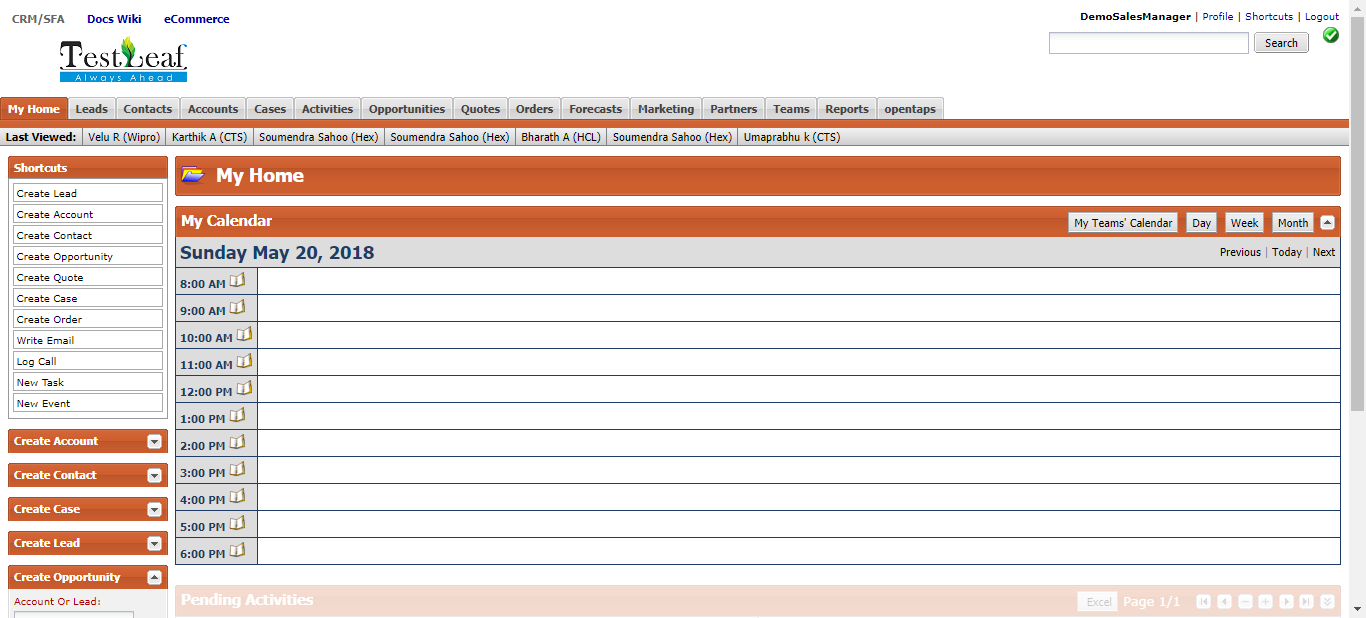 CRM/SFA Docs Wiki eCommerce
DemoSalesManager | Profile | Shortcuts | Logout
Search
TestLeaf
Always Ahead
My Home Leads Contacts Accounts Cases Activities Opportunities Quotes Orders Forecasts Marketing Partners Teams Reports opentaps
Last Viewed: Velu R (Wipro) Karthik A (CTS) Soumendra Sahoo (Hex) Soumendra Sahoo (Hex) Bharath A (HCL) Soumendra Sahoo (Hex) Umaprabhu k (CTS)
Shortcuts
Create Lead
Create Account
Create Contact
Create Opportunity
Create Quote
Create Case
Create Order
Write Email
Log Call
New Task
New Event
Create Account
Create Contact
Create Case
Create Lead
Create Opportunity
Account Or Lead:
My Home
My Calendar My Teams' Calendar Day Week Month
Sunday May 20, 2018 Previous | Today | Next
8:00 AM
9:00 AM
10:00 AM
11:00 AM
12:00 PM
1:00 PM
2:00 PM
3:00 PM
4:00 PM
5:00 PM
6:00 PM
Pending Activities Excel Page 1/1